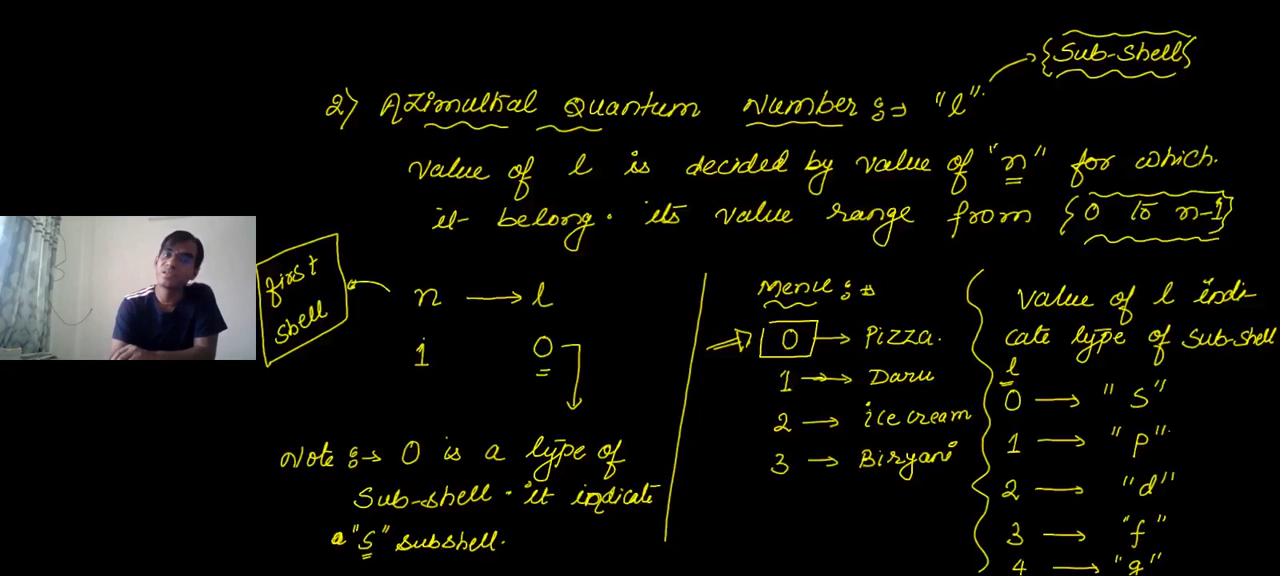 Sub-Shell
2) Azimuthal Quantum Number :→ "l"
value of l is decided by value of "n" for which
it belong. its value range from {0 to n-1}
first
shell
n → l
1 0
Note :→ 0 is a type of
Sub-shell. it indicate
a "S" subshell.
Menu :→
0 → Pizza.
1 → Daru
2 → ice cream
3 → Biryani
value of l indi-
cate type of Sub-shell
l
0 → "S"
1 → "p"
2 → "d"
3 → "f"
4 → "g"